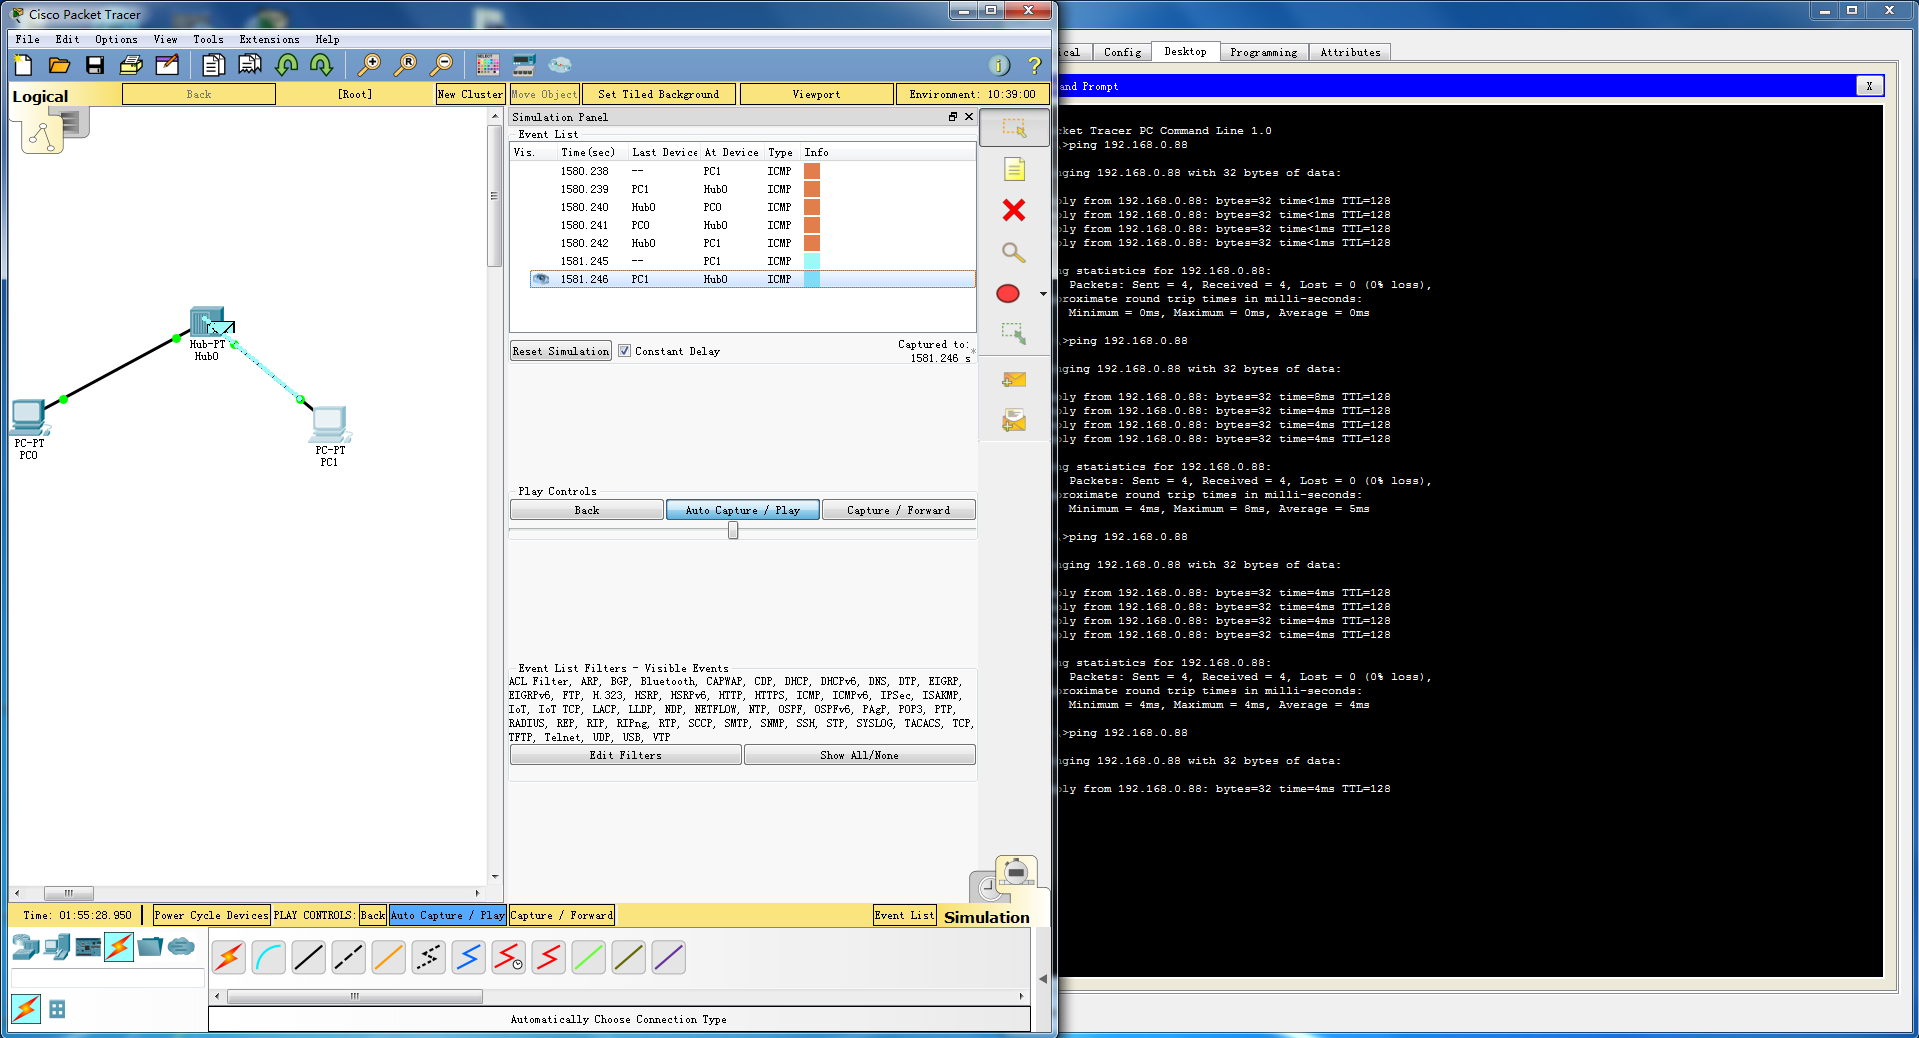 Cisco Packet Tracer
File Edit Options View Tools Extensions Help
Logical
Back
[Root]
New Cluster
Move Object
Set Tiled Background
Viewport
Environment: 10:39:00
Hub-PT
Hub0
PC-PT
PC0
PC-PT
PC1
Simulation Panel
Event List
Vis. Time(sec) Last Device At Device Type Info
1580.238 -- PC1 ICMP
1580.239 PC1 Hub0 ICMP
1580.240 Hub0 PC0 ICMP
1580.241 PC0 Hub0 ICMP
1580.242 Hub0 PC1 ICMP
1581.245 -- PC1 ICMP
1581.246 PC1 Hub0 ICMP
Reset Simulation
Constant Delay
Captured to:
1581.246 s
Play Controls
Back
Auto Capture / Play
Capture / Forward
Event List Filters - Visible Events
ACL Filter, ARP, BGP, Bluetooth, CAPWAP, CDP, DHCP, DHCPv6, DNS, DTP, EIGRP,
EIGRPv6, FTP, H.323, HSRP, HSRPv6, HTTP, HTTPS, ICMP, ICMPv6, IPSec, ISAKMP,
IoT, IoT TCP, LACP, LLDP, NDP, NETFLOW, NTP, OSPF, OSPFv6, PAgP, POP3, PTP,
RADIUS, REP, RIP, RIPng, RTP, SCCP, SMTP, SNMP, SSH, STP, SYSLOG, TACACS, TCP,
TFTP, Telnet, UDP, USB, VTP
Edit Filters
Show All/None
Time: 01:55:28.950
Power Cycle Devices
PLAY CONTROLS:
Back
Auto Capture / Play
Capture / Forward
Event List
Simulation
Automatically Choose Connection Type
ical
Config
Desktop
Programming
Attributes
and Prompt
X
cket Tracer PC Command Line 1.0
>ping 192.168.0.88
nging 192.168.0.88 with 32 bytes of data:
ply from 192.168.0.88: bytes=32 time<1ms TTL=128
ply from 192.168.0.88: bytes=32 time<1ms TTL=128
ply from 192.168.0.88: bytes=32 time<1ms TTL=128
ply from 192.168.0.88: bytes=32 time<1ms TTL=128
ng statistics for 192.168.0.88:
Packets: Sent = 4, Received = 4, Lost = 0 (0% loss),
proximate round trip times in milli-seconds:
Minimum = 0ms, Maximum = 0ms, Average = 0ms
>ping 192.168.0.88
nging 192.168.0.88 with 32 bytes of data:
ply from 192.168.0.88: bytes=32 time=8ms TTL=128
ply from 192.168.0.88: bytes=32 time=4ms TTL=128
ply from 192.168.0.88: bytes=32 time=4ms TTL=128
ply from 192.168.0.88: bytes=32 time=4ms TTL=128
ng statistics for 192.168.0.88:
Packets: Sent = 4, Received = 4, Lost = 0 (0% loss),
proximate round trip times in milli-seconds:
Minimum = 4ms, Maximum = 8ms, Average = 5ms
>ping 192.168.0.88
nging 192.168.0.88 with 32 bytes of data:
ply from 192.168.0.88: bytes=32 time=4ms TTL=128
ply from 192.168.0.88: bytes=32 time=4ms TTL=128
ply from 192.168.0.88: bytes=32 time=4ms TTL=128
ply from 192.168.0.88: bytes=32 time=4ms TTL=128
ng statistics for 192.168.0.88:
Packets: Sent = 4, Received = 4, Lost = 0 (0% loss),
proximate round trip times in milli-seconds:
Minimum = 4ms, Maximum = 4ms, Average = 4ms
>ping 192.168.0.88
nging 192.168.0.88 with 32 bytes of data:
ply from 192.168.0.88: bytes=32 time=4ms TTL=128